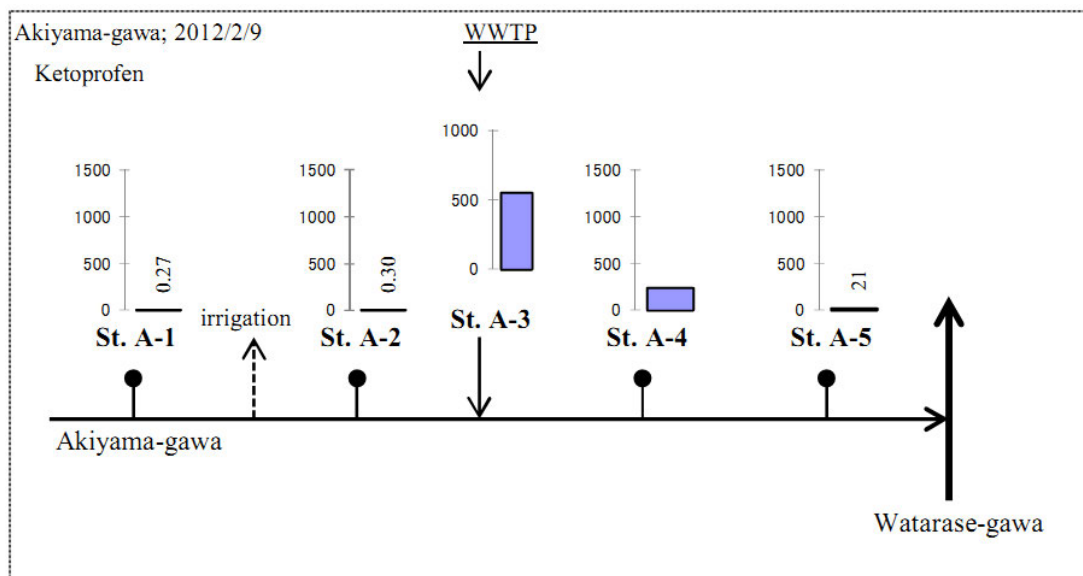 Akiyama-gawa; 2012/2/9
WWTP
Ketoprofen
1500
1000
500
0
0.27
St. A-1
irrigation
1500
1000
500
0
0.30
St. A-2
1000
500
0
St. A-3
1500
1000
500
0
St. A-4
1500
1000
500
0
21
St. A-5
Akiyama-gawa
Watarase-gawa